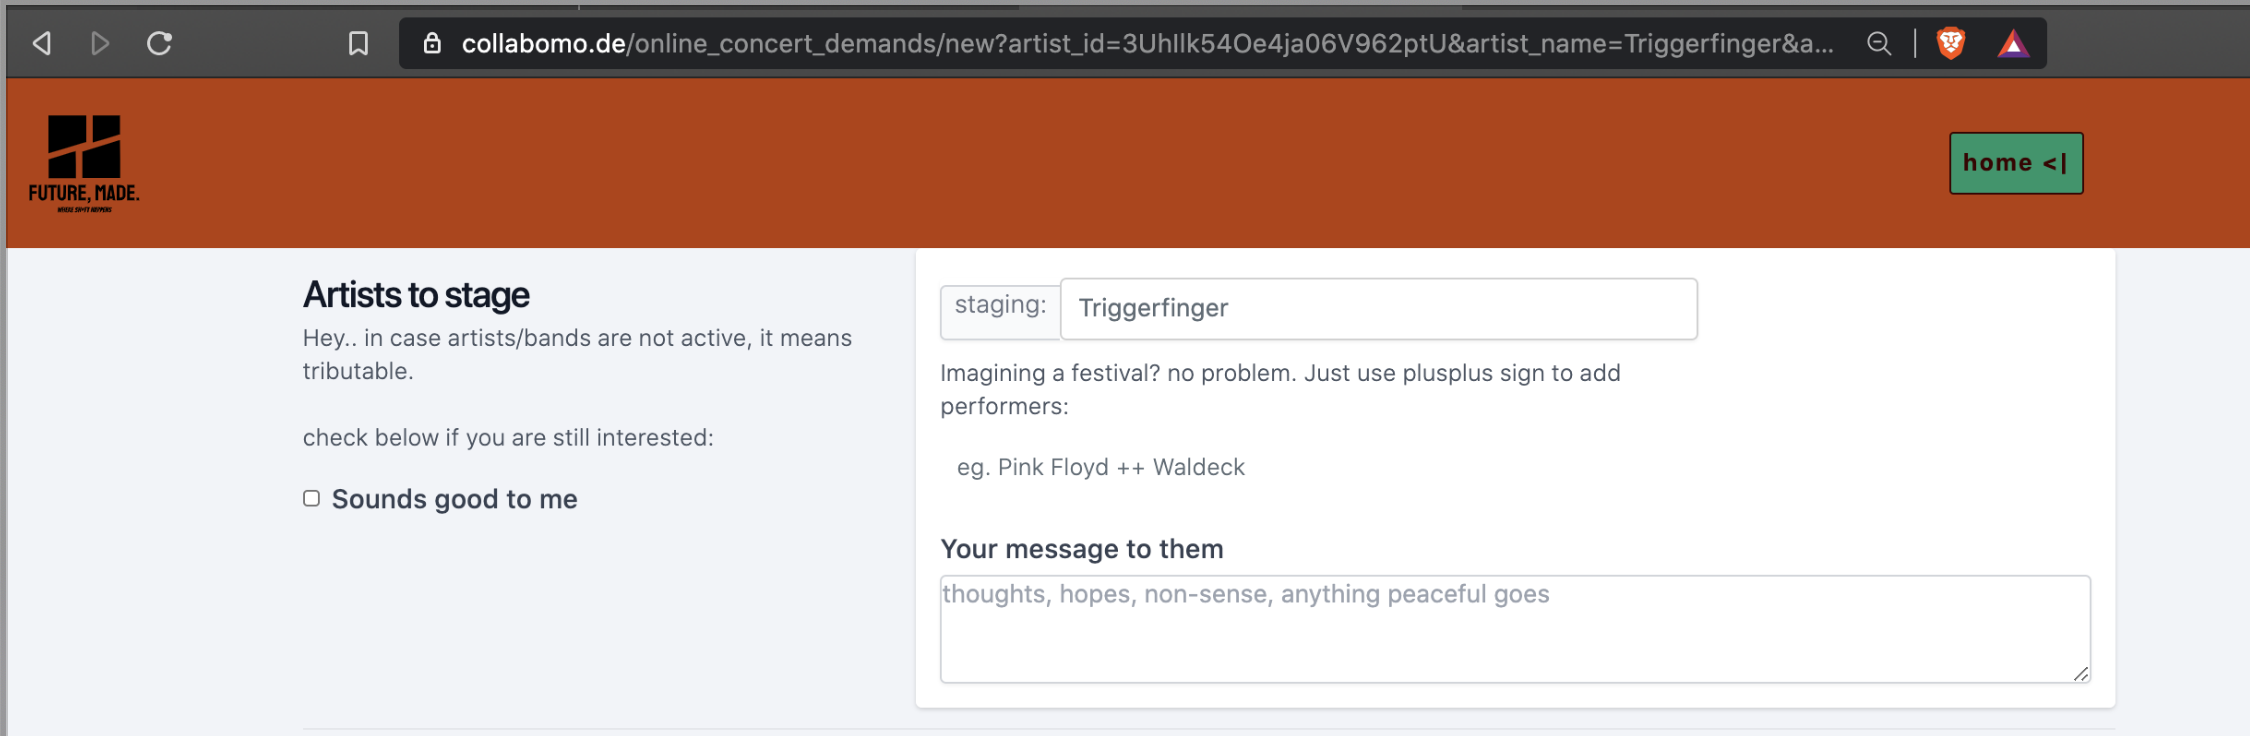 collabomo.de/online_concert_demands/new?artist_id=3UhIIk54Oe4ja06V962ptU&artist_name=Triggerfinger&a...
FUTURE, MADE.
home <|
Artists to stage
Hey.. in case artists/bands are not active, it means
tributable.
check below if you are still interested:
Sounds good to me
staging:
Triggerfinger
Imagining a festival? no problem. Just use plusplus sign to add
performers:
eg. Pink Floyd ++ Waldeck
Your message to them
thoughts, hopes, non-sense, anything peaceful goes